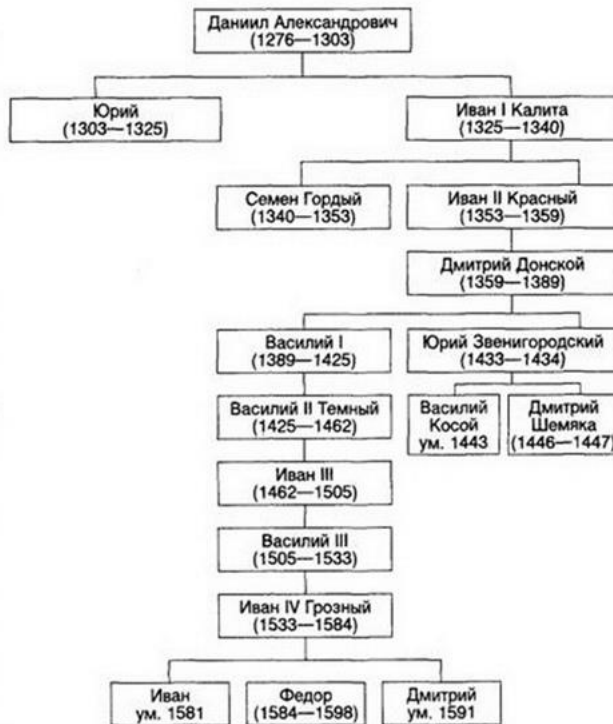 Даниил Александрович
(1276—1303)
Юрий
(1303—1325)
Иван I Калита
(1325—1340)
Семен Гордый
(1340—1353)
Иван II Красный
(1353—1359)
Дмитрий Донской
(1359—1389)
Василий I
(1389—1425)
Юрий Звенигородский
(1433—1434)
Василий II Темный
(1425—1462)
Василий
Косой
ум. 1443
Дмитрий
Шемяка
(1446—1447)
Иван III
(1462—1505)
Василий III
(1505—1533)
Иван IV Грозный
(1533—1584)
Иван
ум. 1581
Федор
(1584—1598)
Дмитрий
ум. 1591